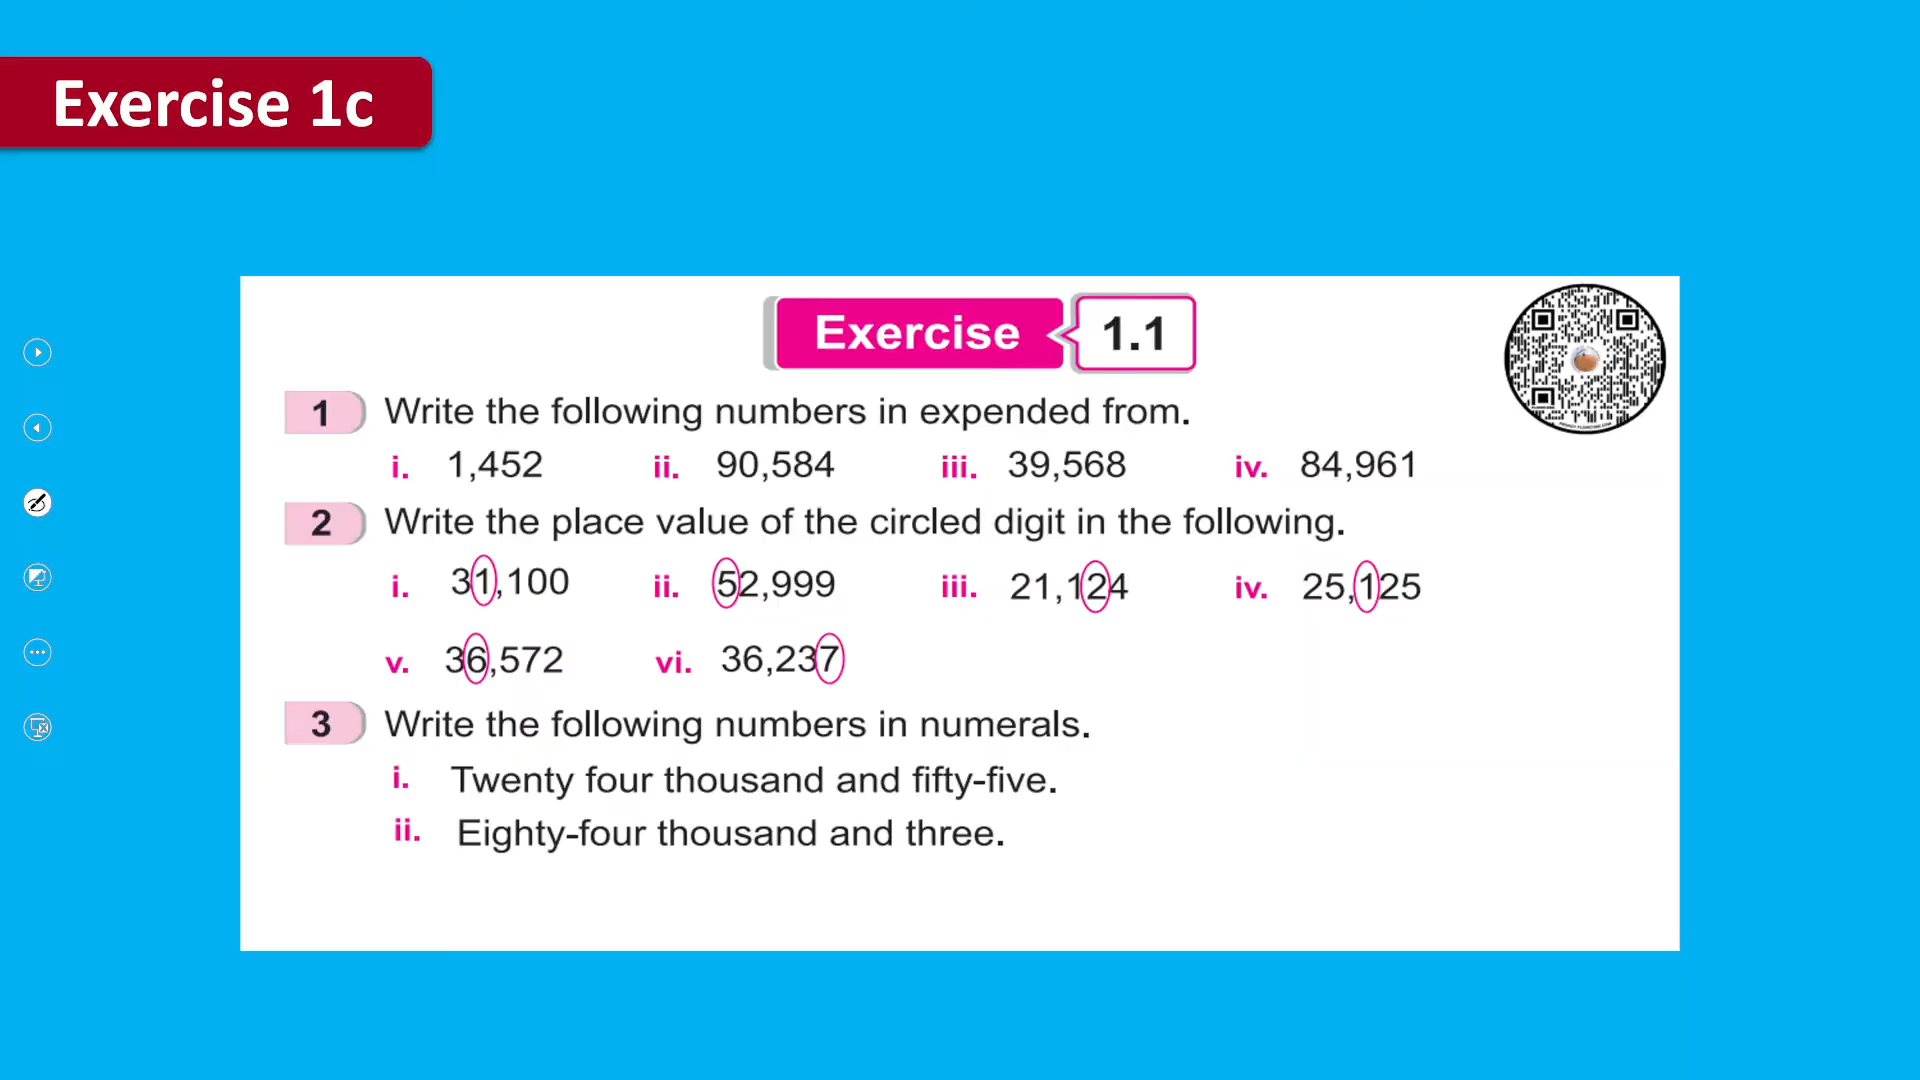 Exercise 1c
Exercise 1.1
1 Write the following numbers in expended from.
i. 1,452 ii. 90,584 iii. 39,568 iv. 84,961
2 Write the place value of the circled digit in the following.
i. 31,100 ii. 52,999 iii. 21,124 iv. 25,125
v. 36,572 vi. 36,237
3 Write the following numbers in numerals.
i. Twenty four thousand and fifty-five.
ii. Eighty-four thousand and three.